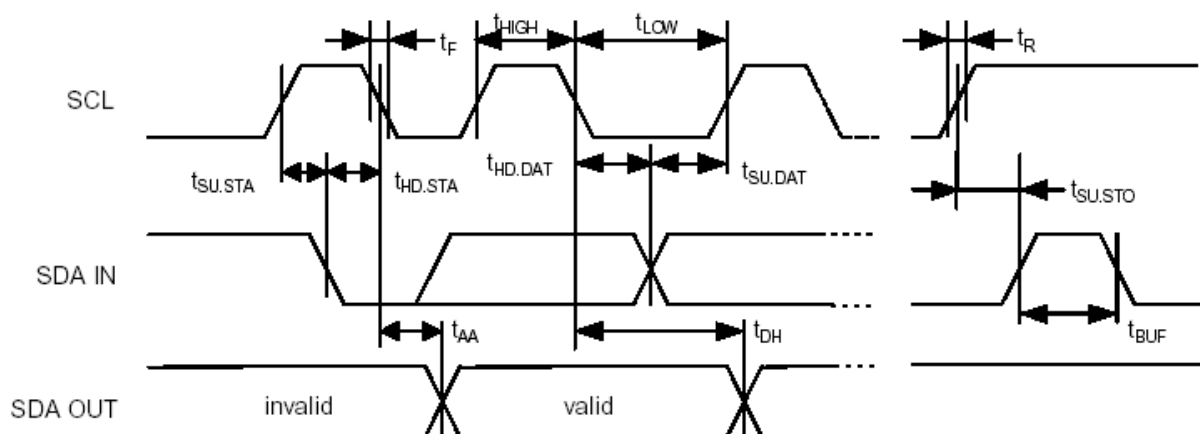 tHIGH
tLOW
tF
tR
SCL
tSU.STA
tHD.STA
tHD.DAT
tSU.DAT
tSU.STO
SDA IN
tAA
tDH
tBUF
SDA OUT
invalid
valid